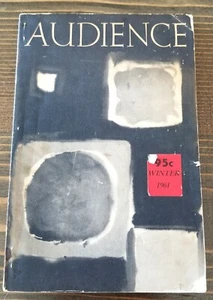 AUDIENCE
95c
WINTER
1961